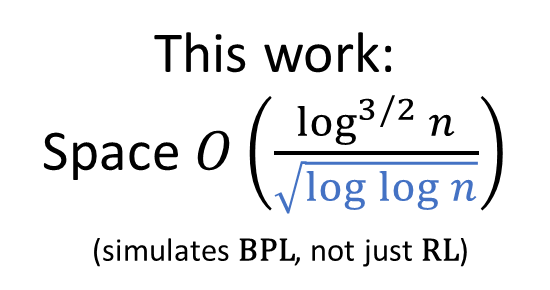 This work:
Space O(log^{3/2} n / √(log log n))
(simulates BPL, not just RL)